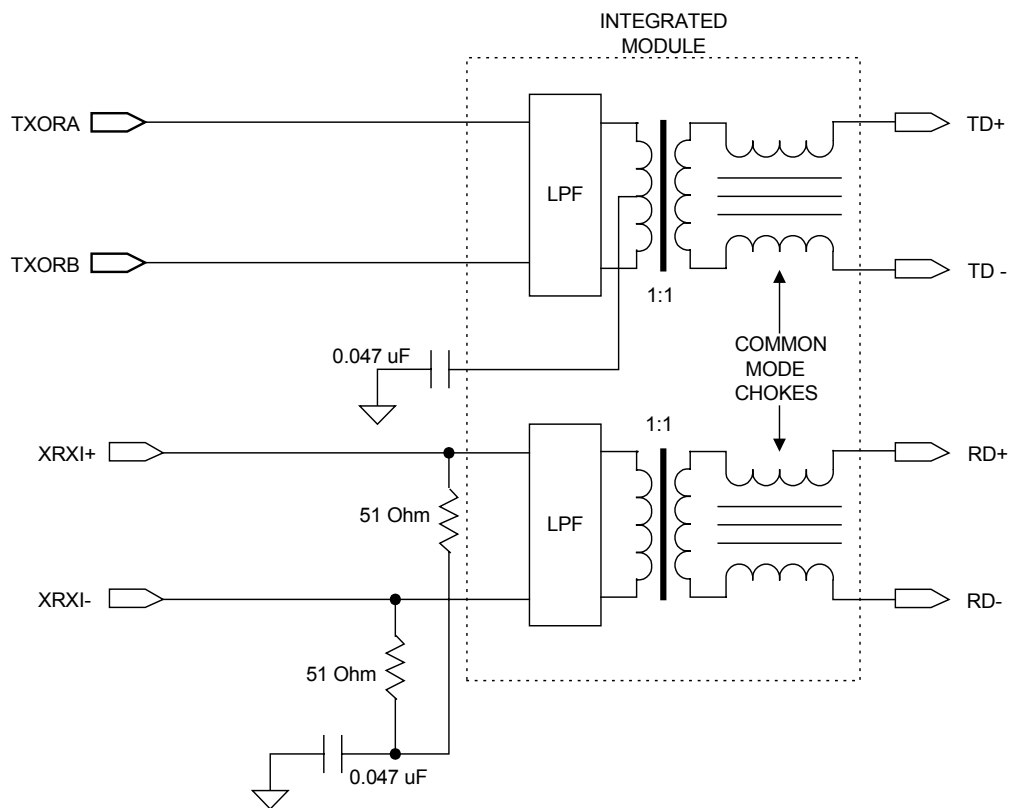 INTEGRATED
MODULE
TXORA
LPF
TD+
TXORB
TD -
1:1
0.047 uF
COMMON
MODE
CHOKES
XRXI+
1:1
RD+
51 Ohm
LPF
XRXI-
RD-
51 Ohm
0.047 uF